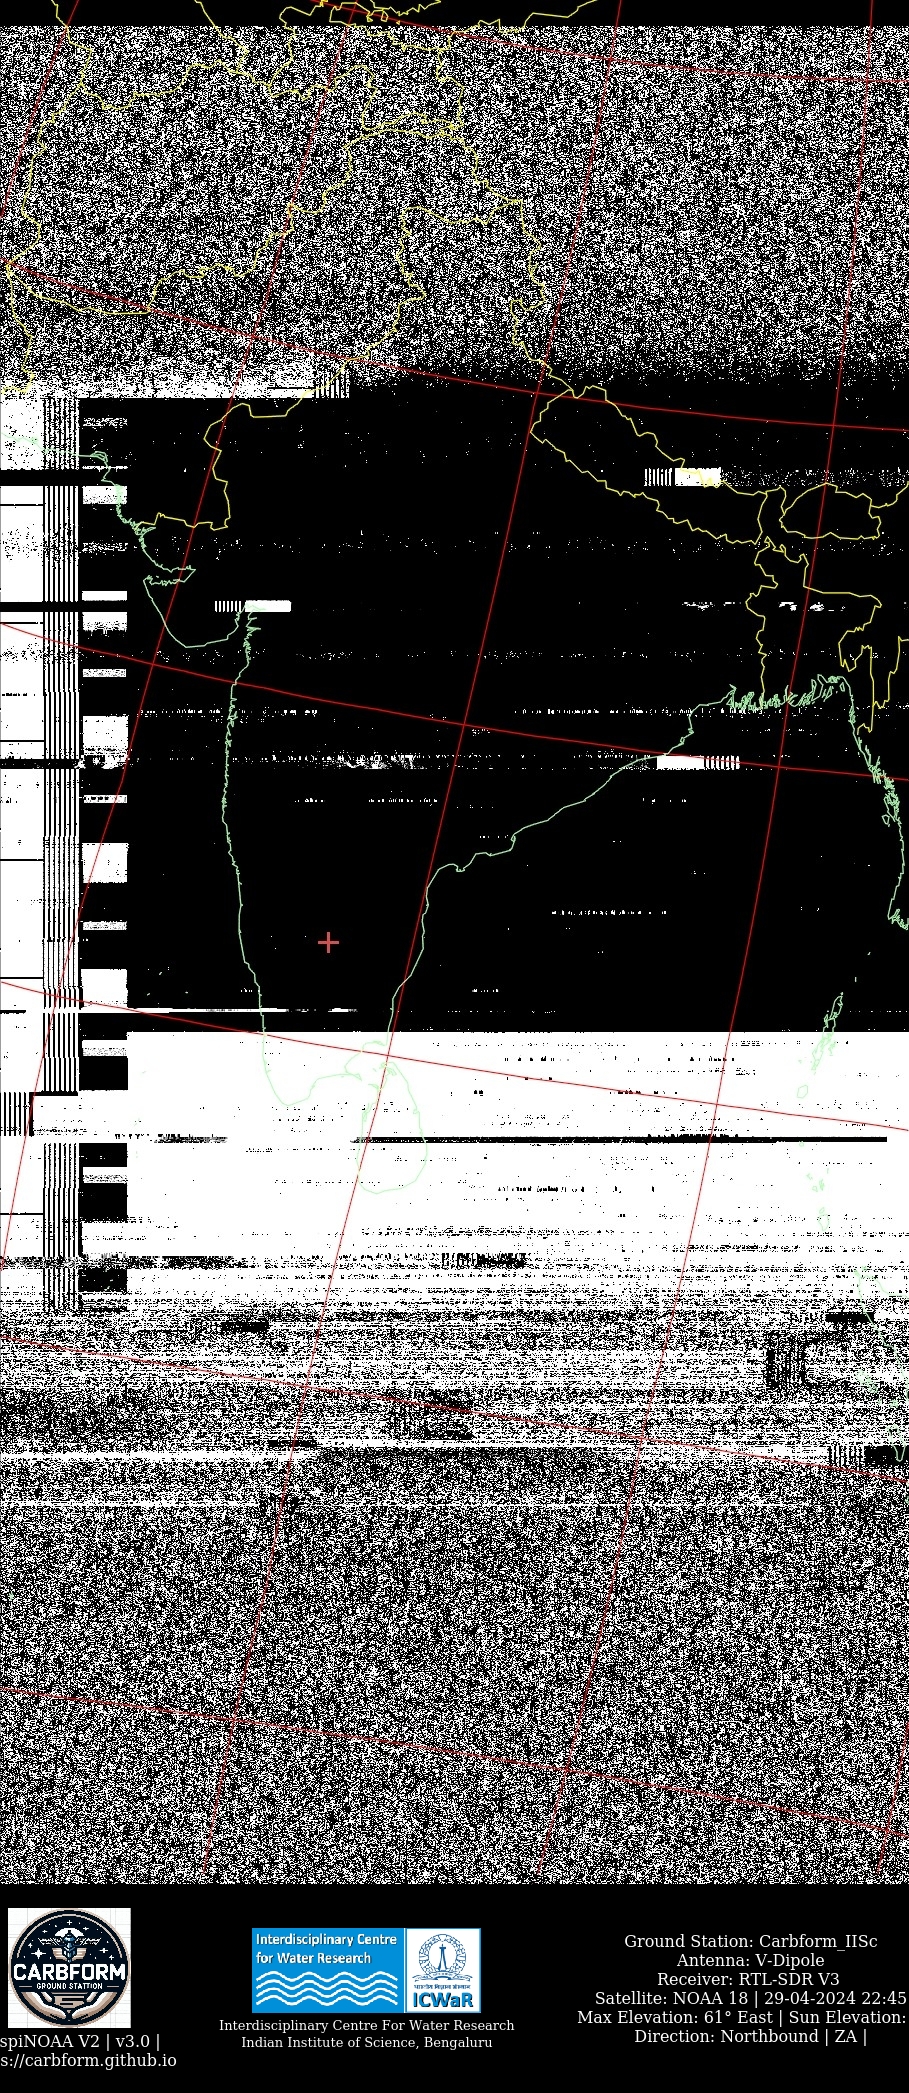 CARBFORM
GROUND STATION
spiNOAA V2 | v3.0 |
s://carbform.github.io
Interdisciplinary Centre
for Water Research
ICWaR
Interdisciplinary Centre For Water Research
Indian Institute of Science, Bengaluru
Ground Station: Carbform_IISc
Antenna: V-Dipole
Receiver: RTL-SDR V3
Satellite: NOAA 18 | 29-04-2024 22:45
Max Elevation: 61° East | Sun Elevation:
Direction: Northbound | ZA |